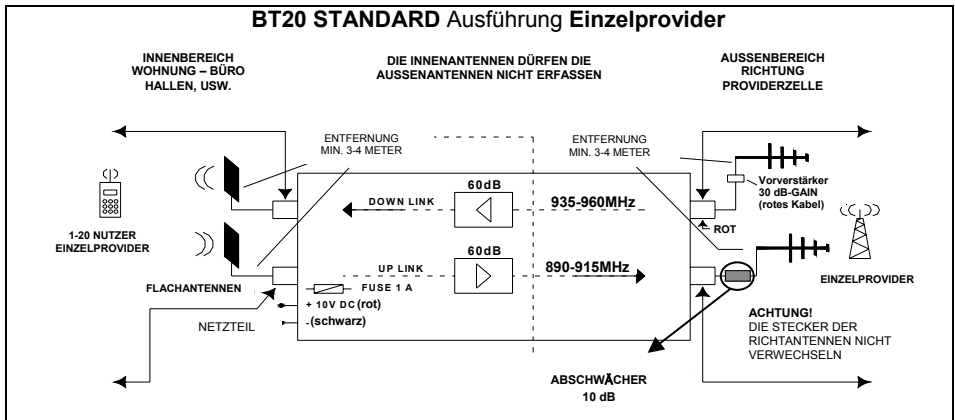 BT20 STANDARD Ausführung Einzelprovider
INNENBEREICH
WOHNUNG – BÜRO
HALLEN, USW.
DIE INNENANTENNEN DÜRFEN DIE
AUSSENANTENNEN NICHT ERFASSEN
AUSSENBEREICH
RICHTUNG
PROVIDERZELLE
ENTFERNUNG
MIN. 3-4 METER
ENTFERNUNG
MIN. 3-4 METER
Vorverstärker
30 dB-GAIN
(rotes Kabel)
60dB
DOWN LINK
935-960MHz
ROT
1-20 NUTZER
EINZELPROVIDER
60dB
UP LINK
890-915MHz
EINZELPROVIDER
FLACHANTENNEN
FUSE 1 A
+ 10V DC (rot)
NETZTEIL
-(schwarz)
ACHTUNG!
DIE STECKER DER
RICHTANTENNEN NICHT
VERWECHSELN
ABSCHWÄCHER
10 dB